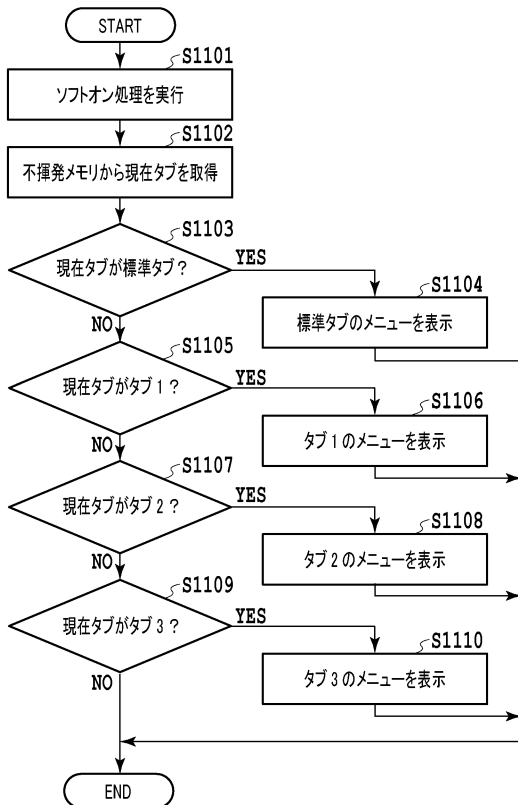 START
S1101
ソフトオン処理を実行
S1102
不揮発メモリから現在タブを取得
S1103
現在タブが標準タブ?
YES
S1104
標準タブのメニューを表示
NO
S1105
現在タブがタブ1?
YES
S1106
タブ1のメニューを表示
NO
S1107
現在タブがタブ2?
YES
S1108
タブ2のメニューを表示
NO
S1109
現在タブがタブ3?
YES
S1110
タブ3のメニューを表示
NO
END